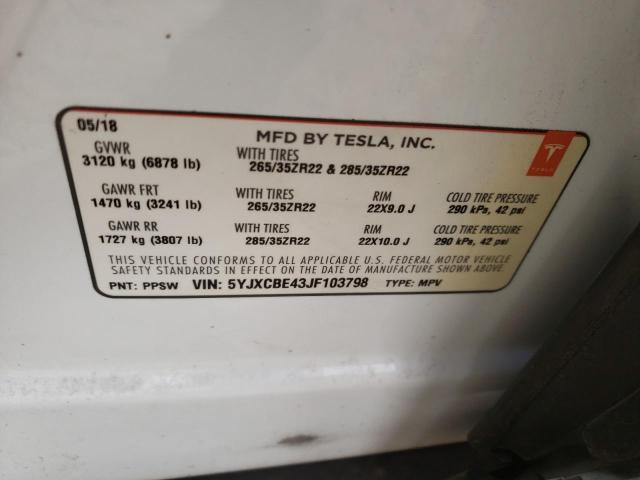 05/18
MFD BY TESLA, INC.
GVWR
3120 kg (6878 lb)
WITH TIRES
265/35ZR22 & 285/35ZR22
TESLA
GAWR FRT
1470 kg (3241 lb)
WITH TIRES
265/35ZR22
RIM
22X9.0 J
COLD TIRE PRESSURE
290 kPa, 42 psi
GAWR RR
1727 kg (3807 lb)
WITH TIRES
285/35ZR22
RIM
22X10.0 J
COLD TIRE PRESSURE
290 kPa, 42 psi
THIS VEHICLE CONFORMS TO ALL APPLICABLE U.S. FEDERAL MOTOR VEHICLE
SAFETY STANDARDS IN EFFECT ON THE DATE OF MANUFACTURE SHOWN ABOVE.
PNT: PPSW VIN: 5YJXCBE43JF103798 TYPE: MPV